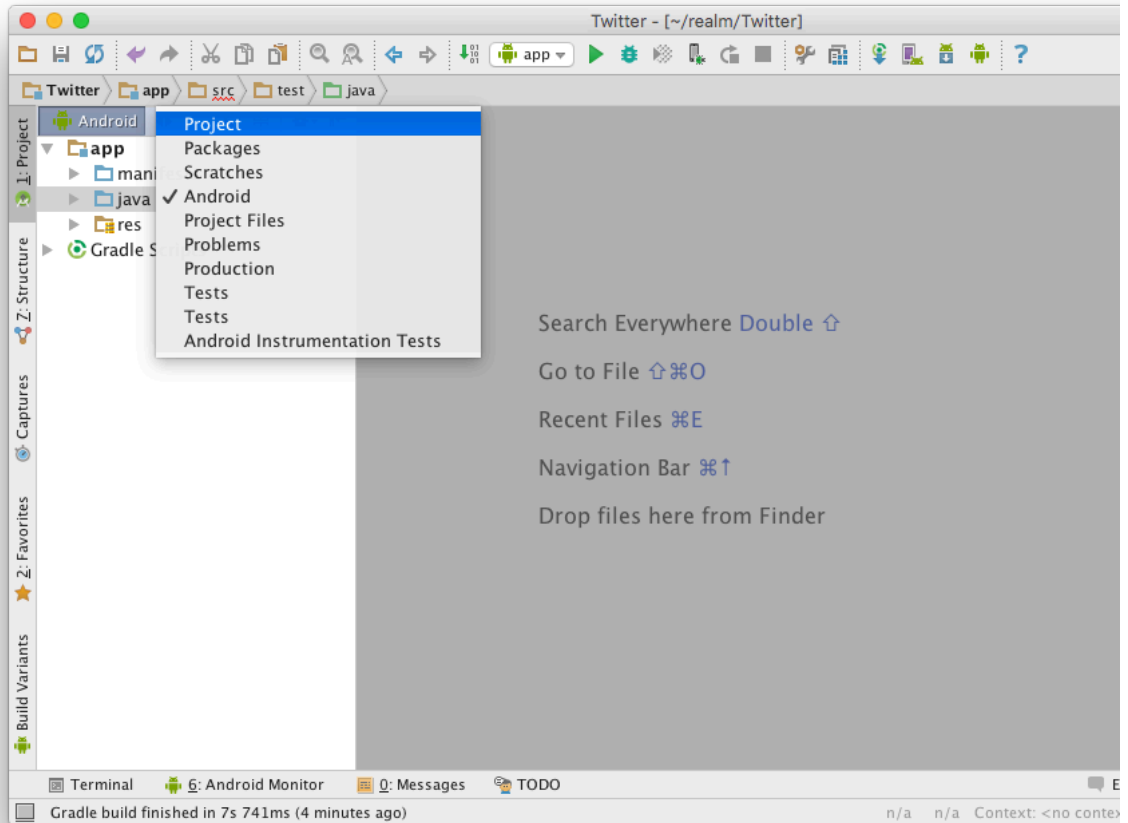 Twitter - [~/realm/Twitter]
app
?
Twitter app src test java
Android
Project
Packages
Scratches
✓ Android
Project Files
Problems
Production
Tests
Tests
Android Instrumentation Tests
app
java
res
Gradle
1: Project
7: Structure
Captures
2: Favorites
Build Variants
Search Everywhere Double ⇧
Go to File ⇧⌘O
Recent Files ⌘E
Navigation Bar ⌘↑
Drop files here from Finder
Terminal 6: Android Monitor 0: Messages TODO
Gradle build finished in 7s 741ms (4 minutes ago) n/a n/a Context: <no